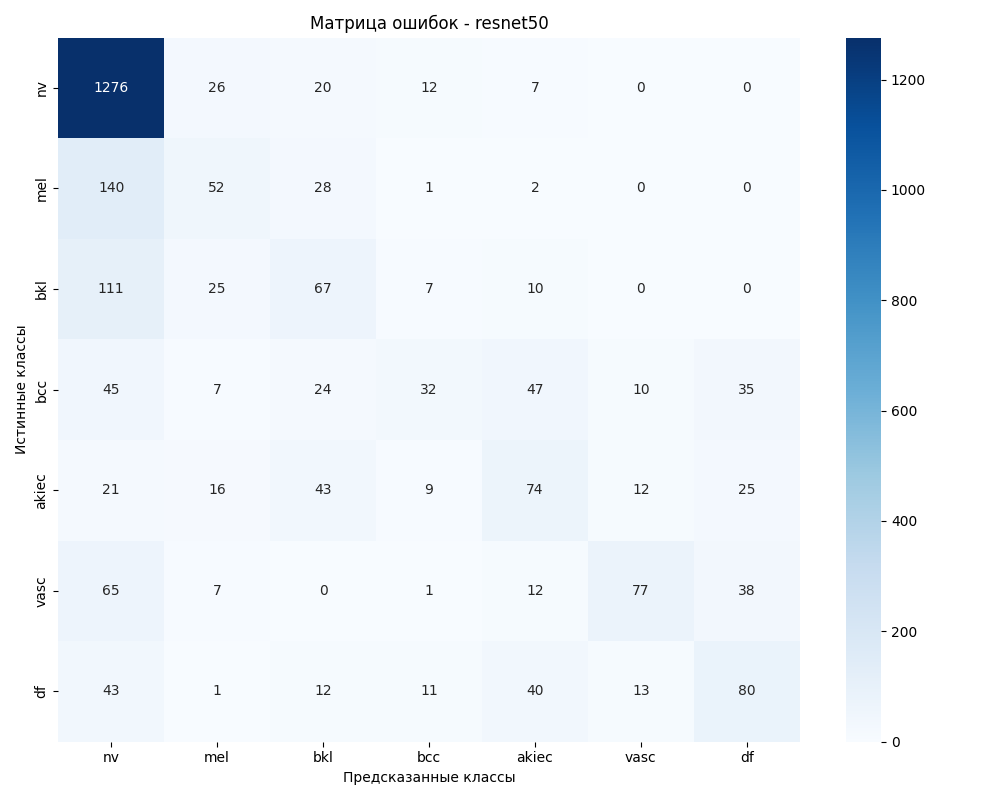 Матрица ошибок - resnet50
nv 1276 26 20 12 7 0 0
mel 140 52 28 1 2 0 0
bkl 111 25 67 7 10 0 0
bcc 45 7 24 32 47 10 35
akiec 21 16 43 9 74 12 25
vasc 65 7 0 1 12 77 38
df 43 1 12 11 40 13 80
nv mel bkl bcc akiec vasc df
Предсказанные классы
Истинные классы
1200
1000
800
600
400
200
0